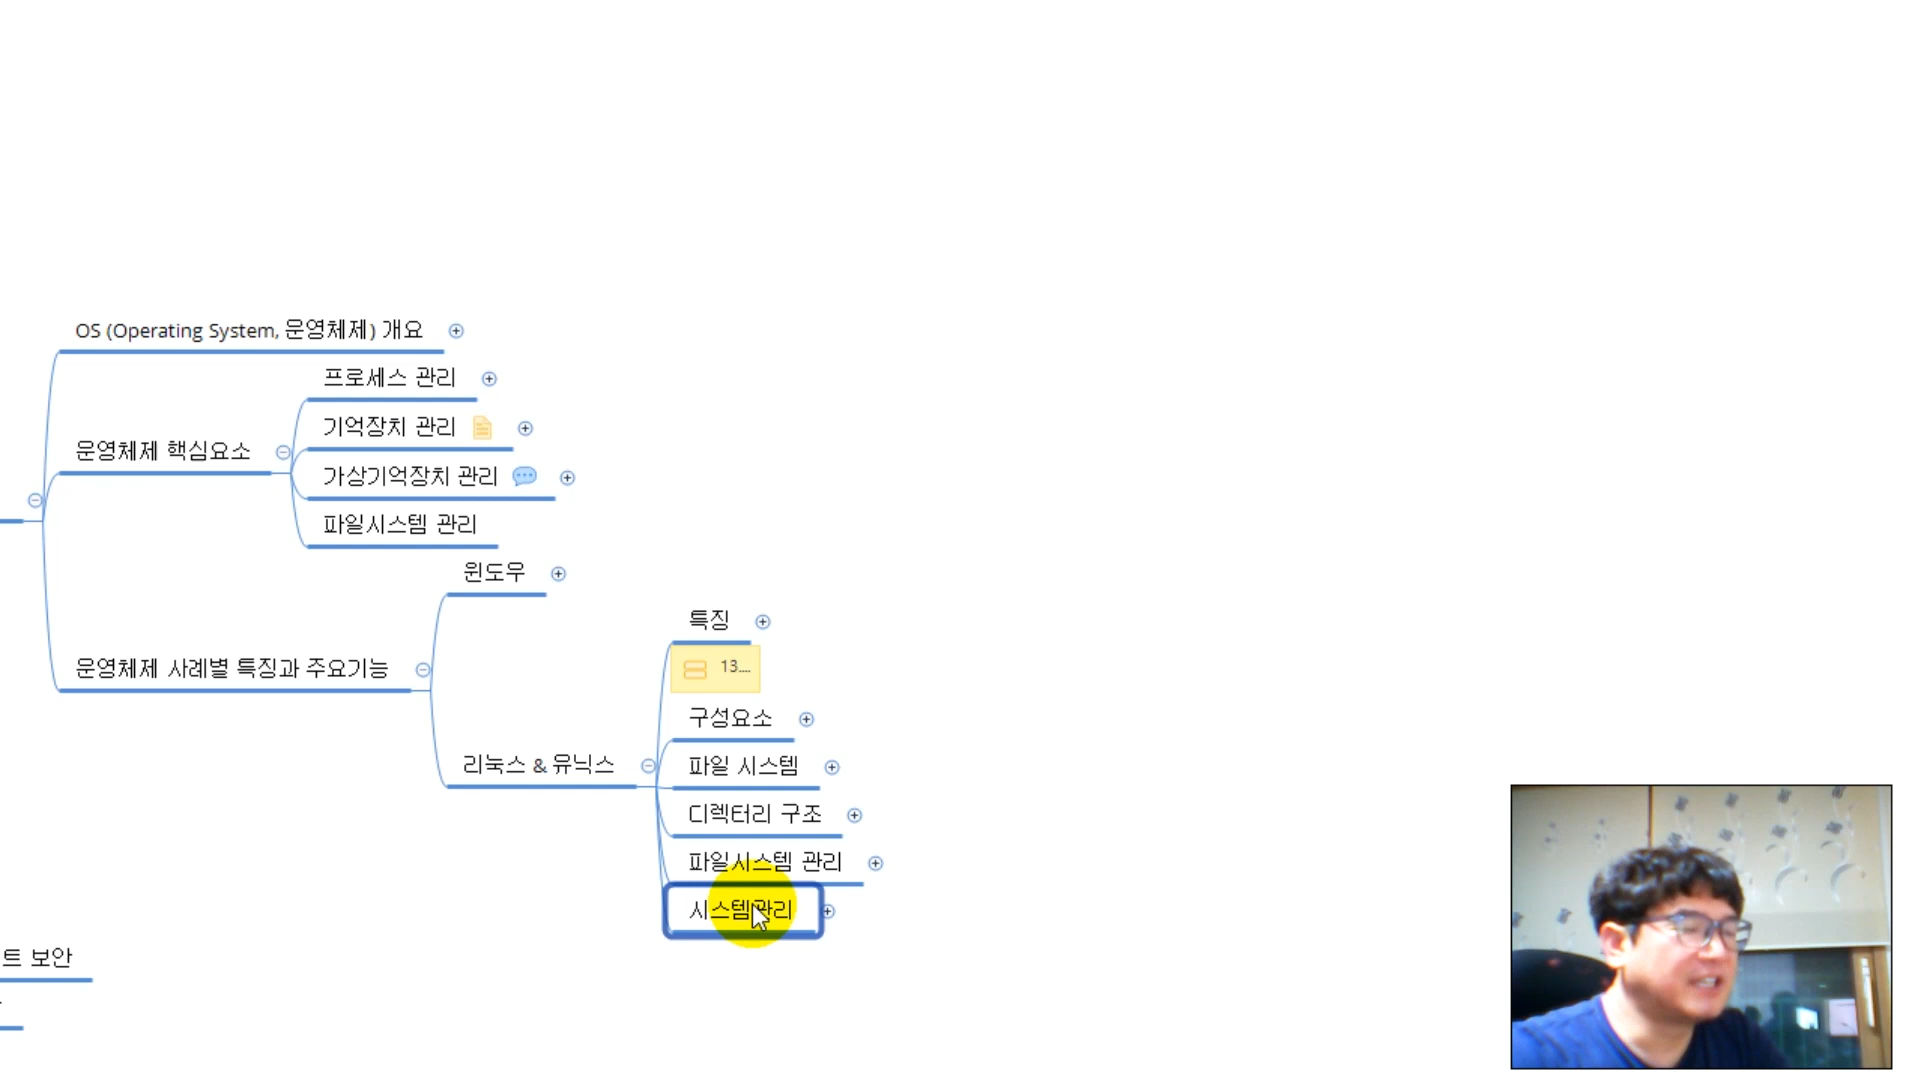 OS (Operating System, 운영체제) 개요
프로세스 관리
기억장치 관리
운영체제 핵심요소
가상기억장치 관리
파일시스템 관리
윈도우
특징
13....
운영체제 사례별 특징과 주요기능
구성요소
리눅스 & 유닉스
파일 시스템
디렉터리 구조
파일시스템 관리
시스템관리
트 보안